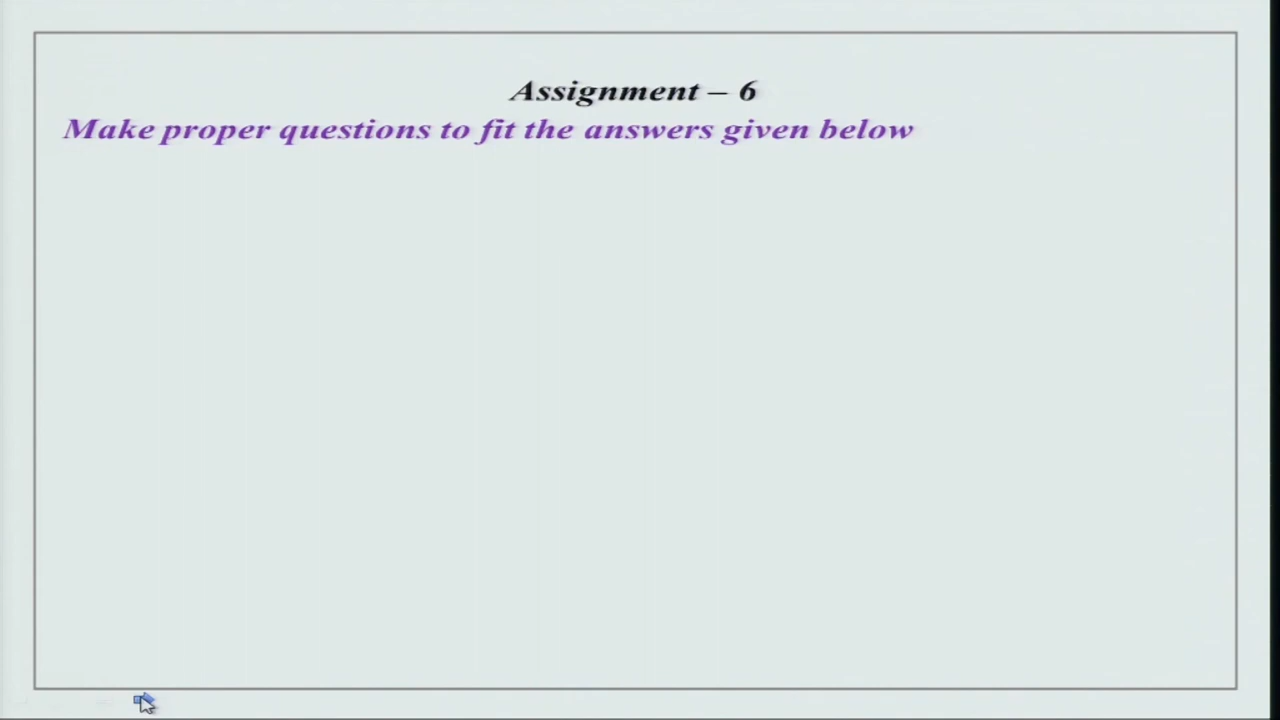 Assignment – 6
Make proper questions to fit the answers given below